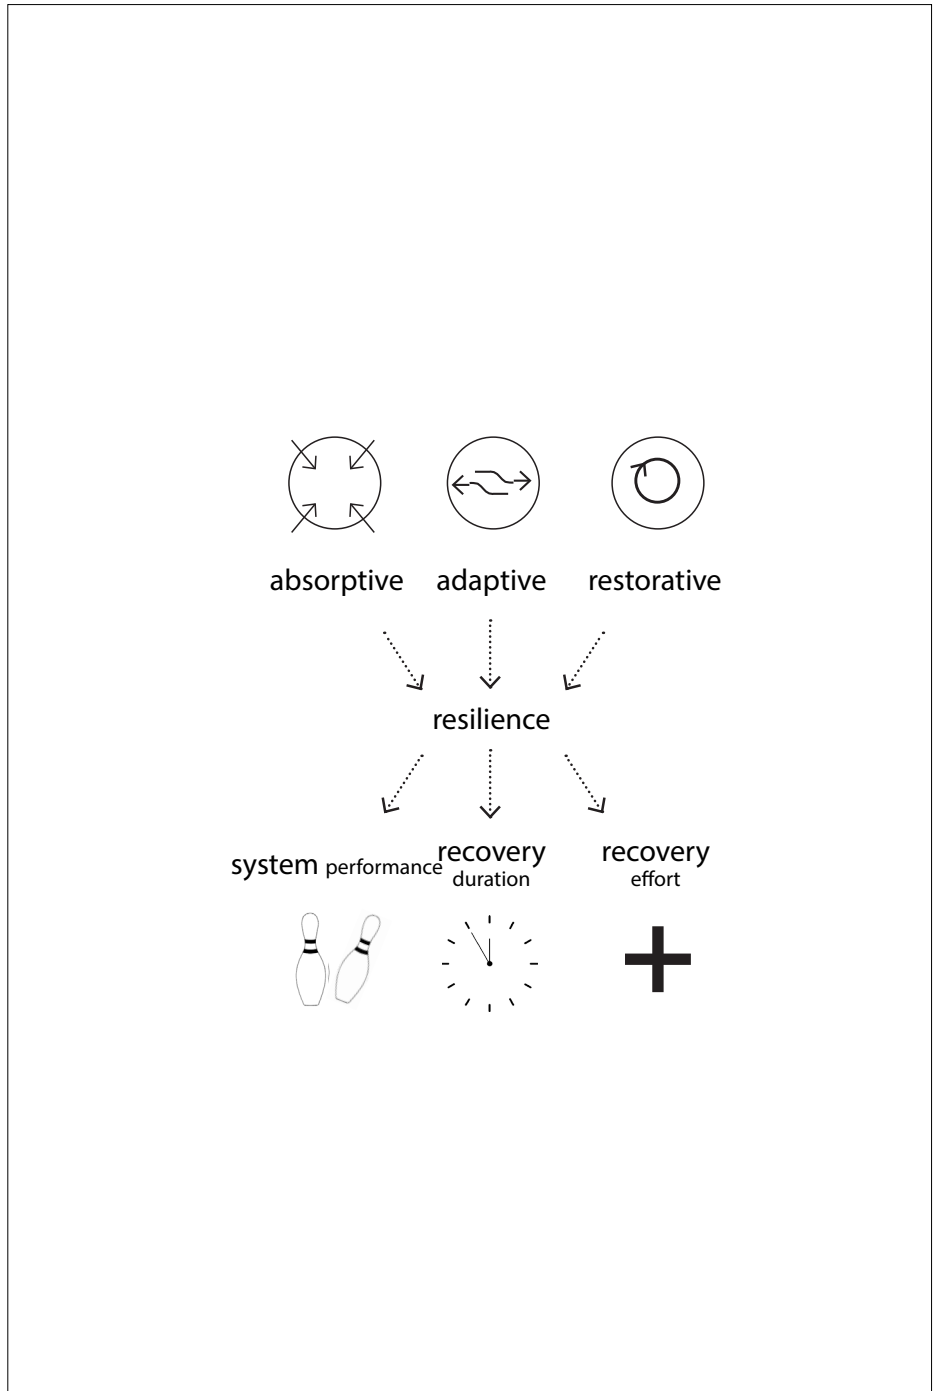 absorptive adaptive restorative
resilience
system performance recovery duration recovery effort